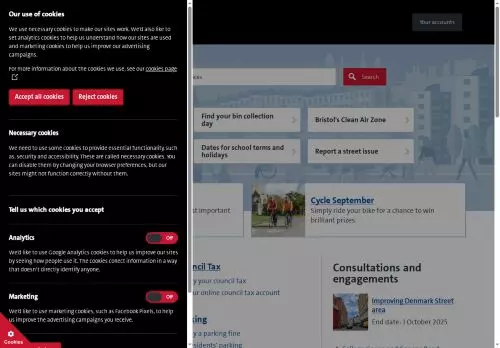 Our use of cookies
We use necessary cookies to make our sites work. We'd also like to
set analytics cookies to help us understand how our sites are used
and marketing cookies to help us improve our advertising
campaigns.
For more information about the cookies we use, see our cookies page
Accept all cookies
Reject cookies
Necessary cookies
We need to use some cookies to provide essential functionality, such
as, security and accessibility. These are called necessary cookies. You
can disable them by changing your browser preferences, but our
sites might not function correctly without them.
Tell us which cookies you accept
Analytics
Off
We'd like to use Google Analytics cookies to help us improve our sites
by seeing how people use it. The cookies collect information in a way
that doesn't directly identify anyone.
Marketing
Off
We'd like to use marketing cookies, such as Facebook Pixels, to help
us improve the advertising campaigns you receive.
Cookies
Your accounts
Search
Find your bin collection
day
Bristol's Clean Air Zone
Dates for school terms and
holidays
Report a street issue
st important
Cycle September
Simply ride your bike for a chance to win
brilliant prizes.
ncil Tax
your council tax
ur online council tax account
king
y a parking fine
sidents' parking
Consultations and
engagements
Improving Denmark Street
area
End date: 1 October 2025